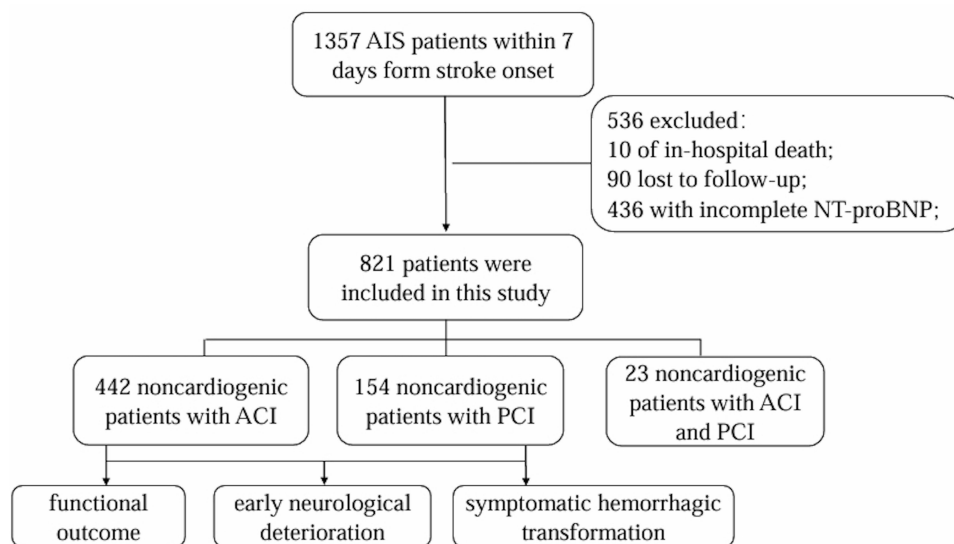 1357 AIS patients within 7
days form stroke onset
536 excluded:
10 of in-hospital death;
90 lost to follow-up;
436 with incomplete NT-proBNP;
821 patients were
included in this study
442 noncardiogenic
patients with ACI
154 noncardiogenic
patients with PCI
23 noncardiogenic
patients with ACI
and PCI
functional
outcome
early neurological
deterioration
symptomatic hemorrhagic
transformation